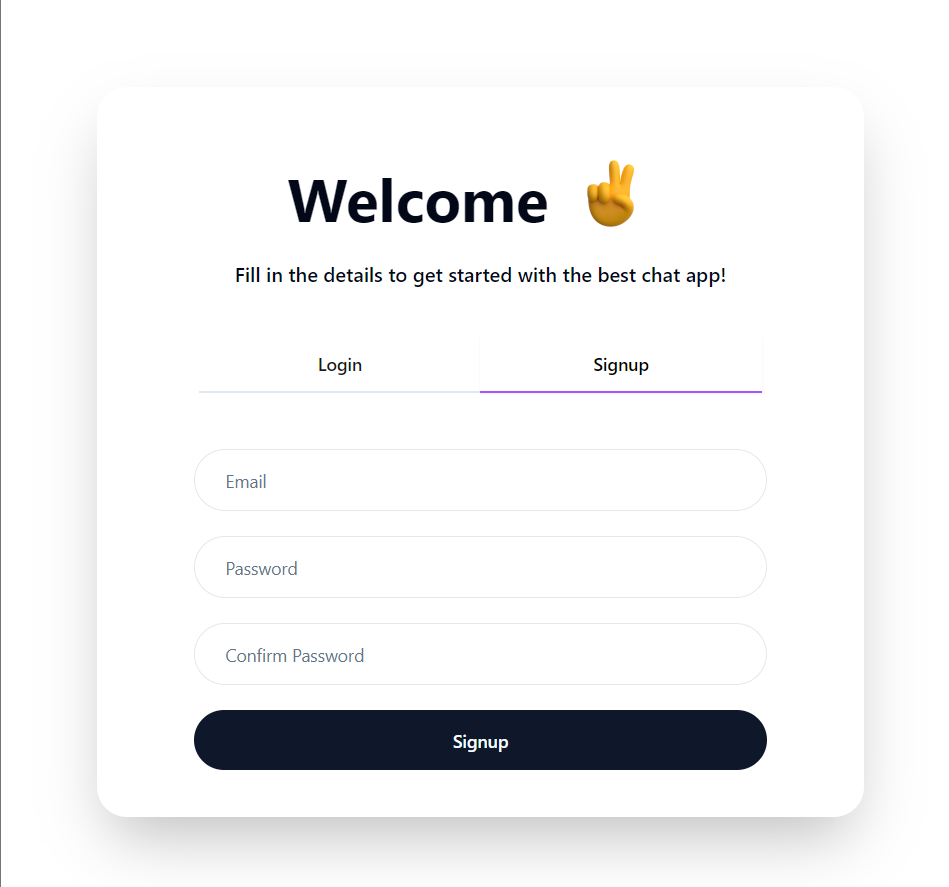 Welcome ✌
Fill in the details to get started with the best chat app!
Login
Signup
Email
Password
Confirm Password
Signup